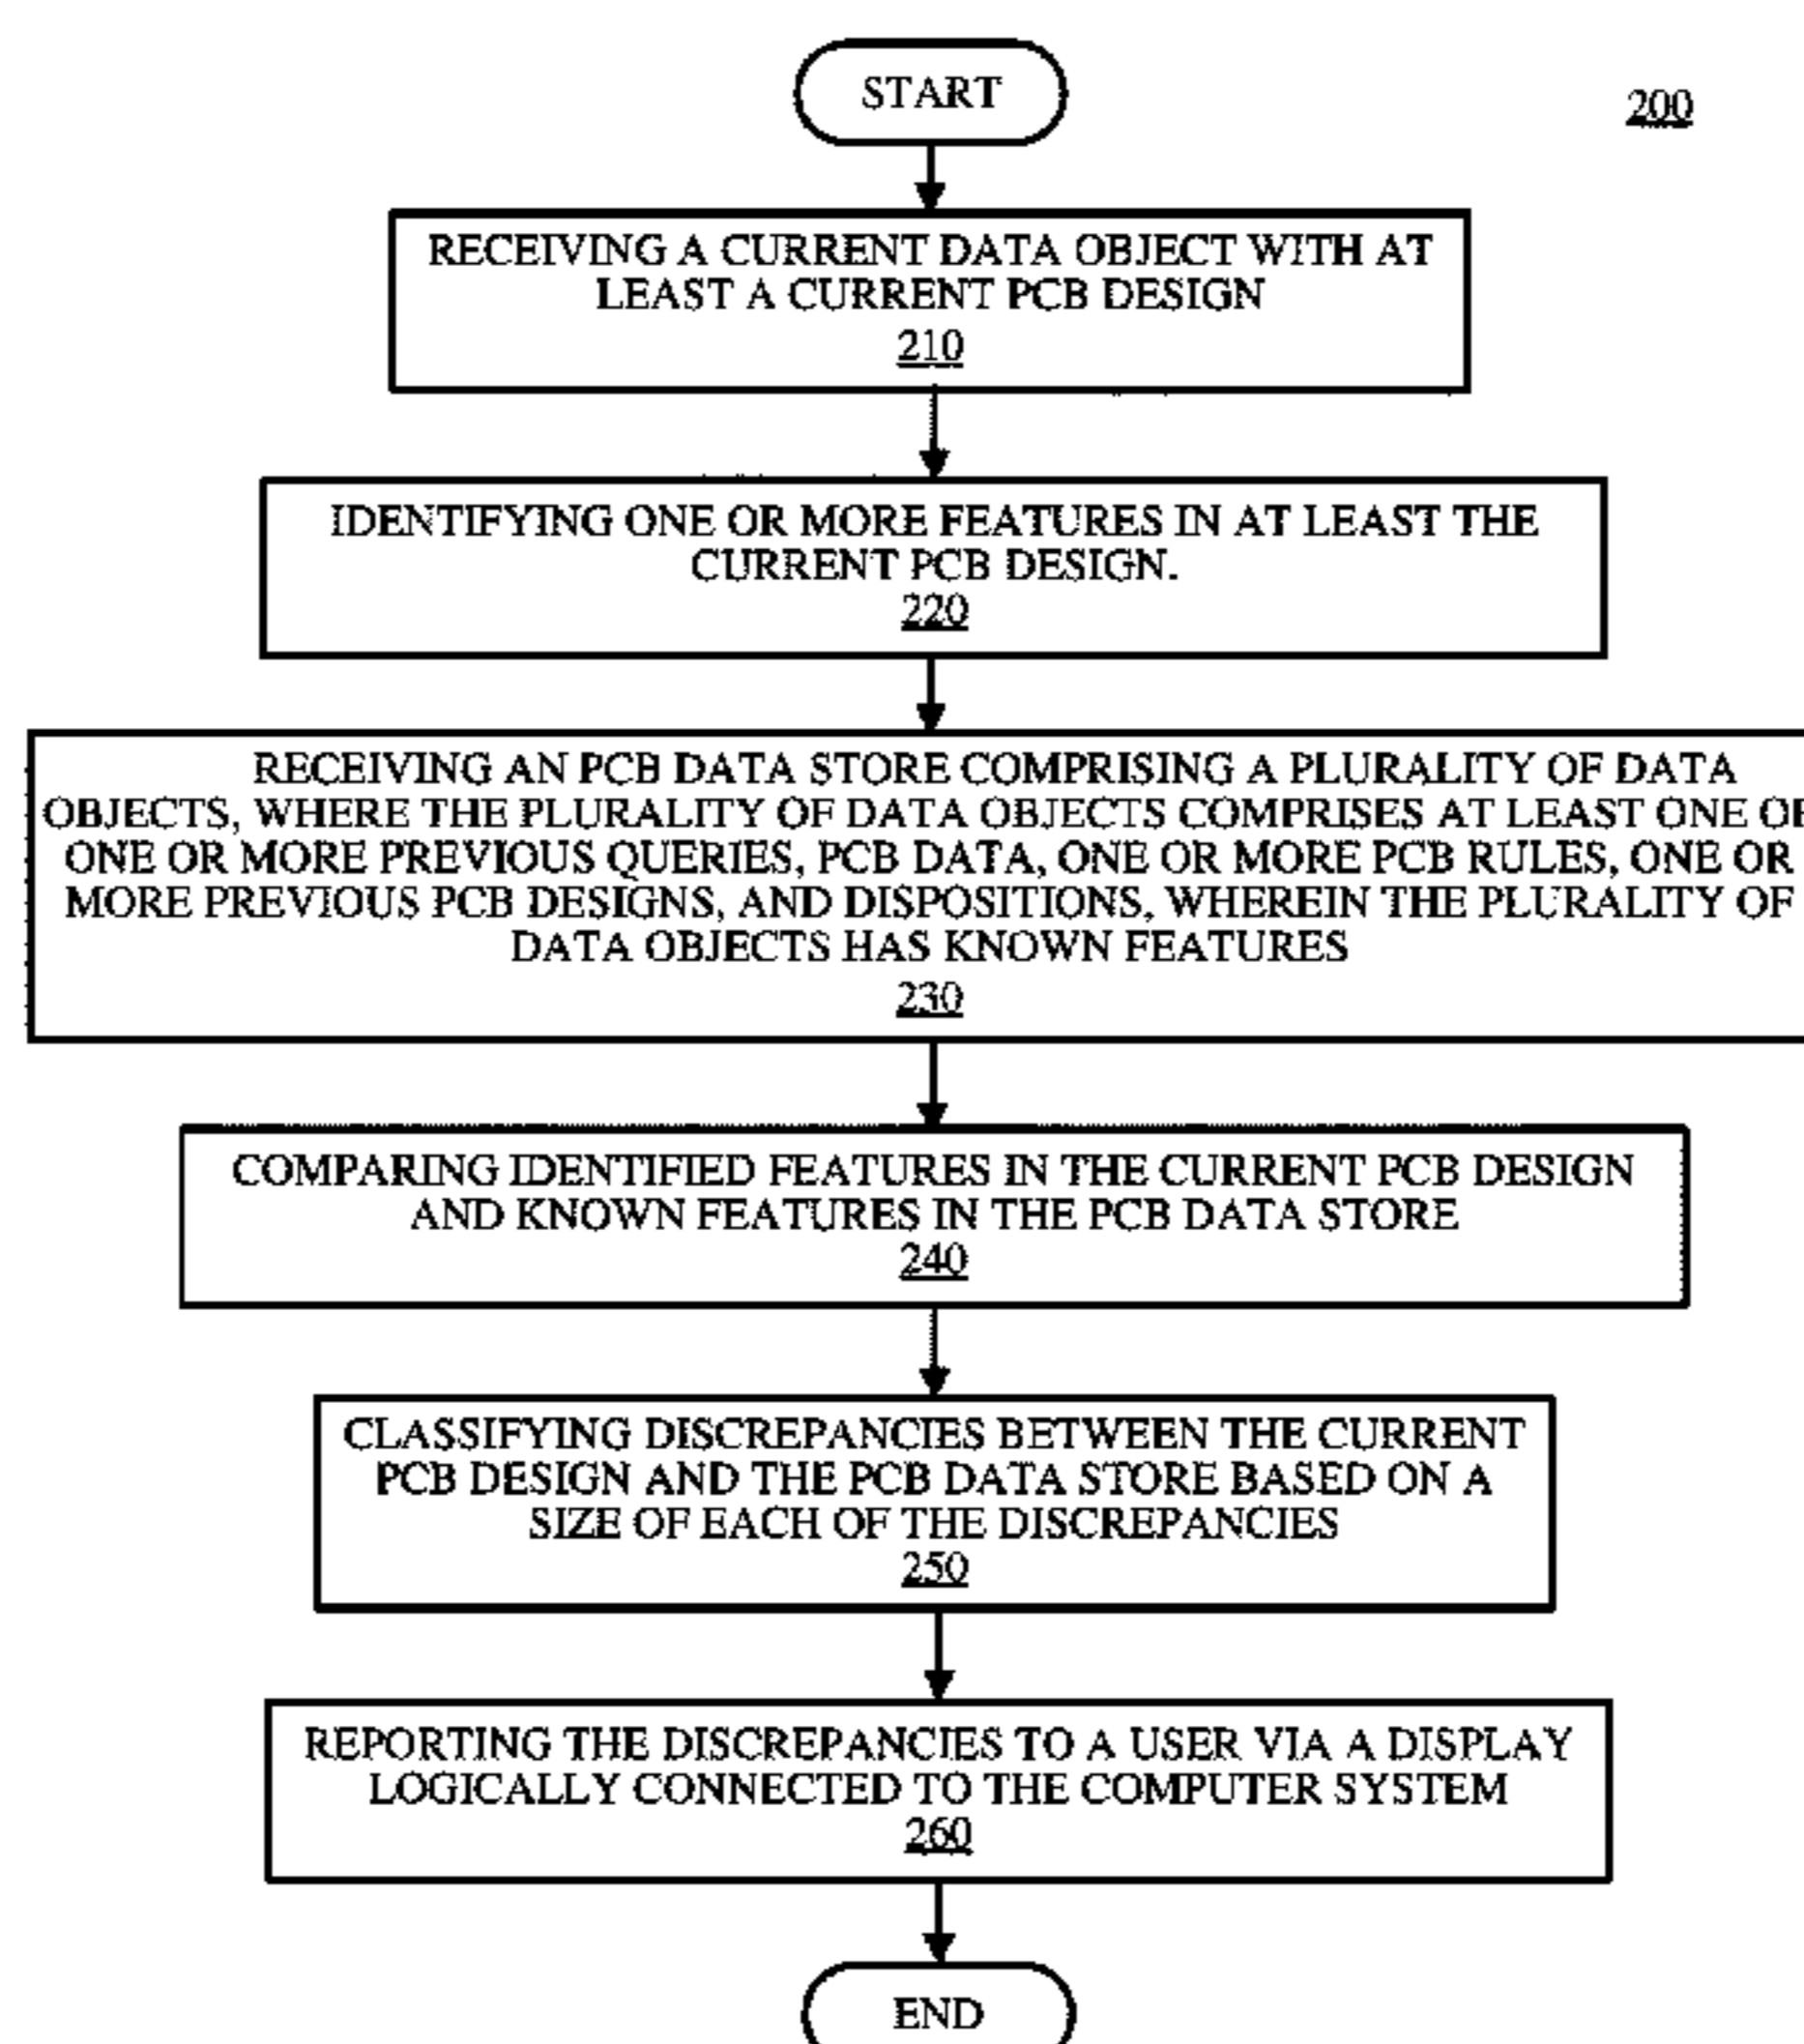 START
200
RECEIVING A CURRENT DATA OBJECT WITH AT
LEAST A CURRENT PCB DESIGN
210
IDENTIFYING ONE OR MORE FEATURES IN AT LEAST THE
CURRENT PCB DESIGN.
220
RECEIVING AN PCB DATA STORE COMPRISING A PLURALITY OF DATA
OBJECTS, WHERE THE PLURALITY OF DATA OBJECTS COMPRISES AT LEAST ONE OF
ONE OR MORE PREVIOUS QUERIES, PCB DATA, ONE OR MORE PCB RULES, ONE OR
MORE PREVIOUS PCB DESIGNS, AND DISPOSITIONS, WHEREIN THE PLURALITY OF
DATA OBJECTS HAS KNOWN FEATURES
230
COMPARING IDENTIFIED FEATURES IN THE CURRENT PCB DESIGN
AND KNOWN FEATURES IN THE PCB DATA STORE
240
CLASSIFYING DISCREPANCIES BETWEEN THE CURRENT
PCB DESIGN AND THE PCB DATA STORE BASED ON A
SIZE OF EACH OF THE DISCREPANCIES
250
REPORTING THE DISCREPANCIES TO A USER VIA A DISPLAY
LOGICALLY CONNECTED TO THE COMPUTER SYSTEM
260
END